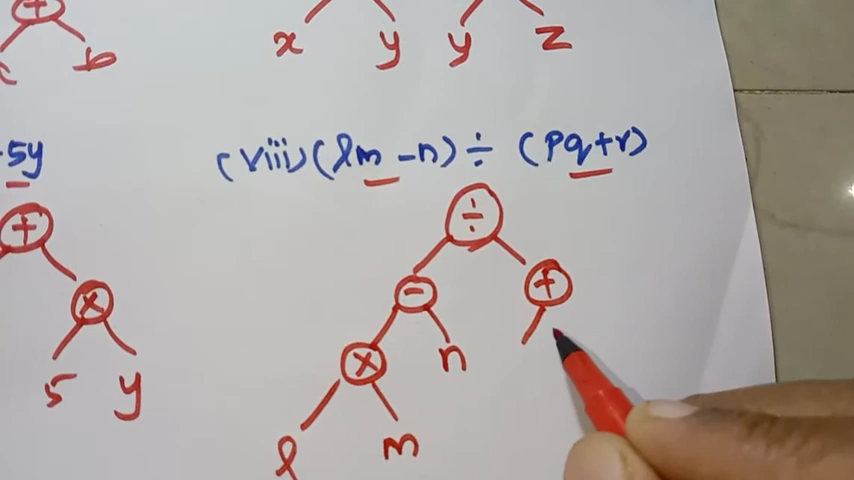 +
c b
x y y z
5y
(viii) (lm - n) ÷ (pq + r)
÷
+
- +
x
x n
5 y
l m